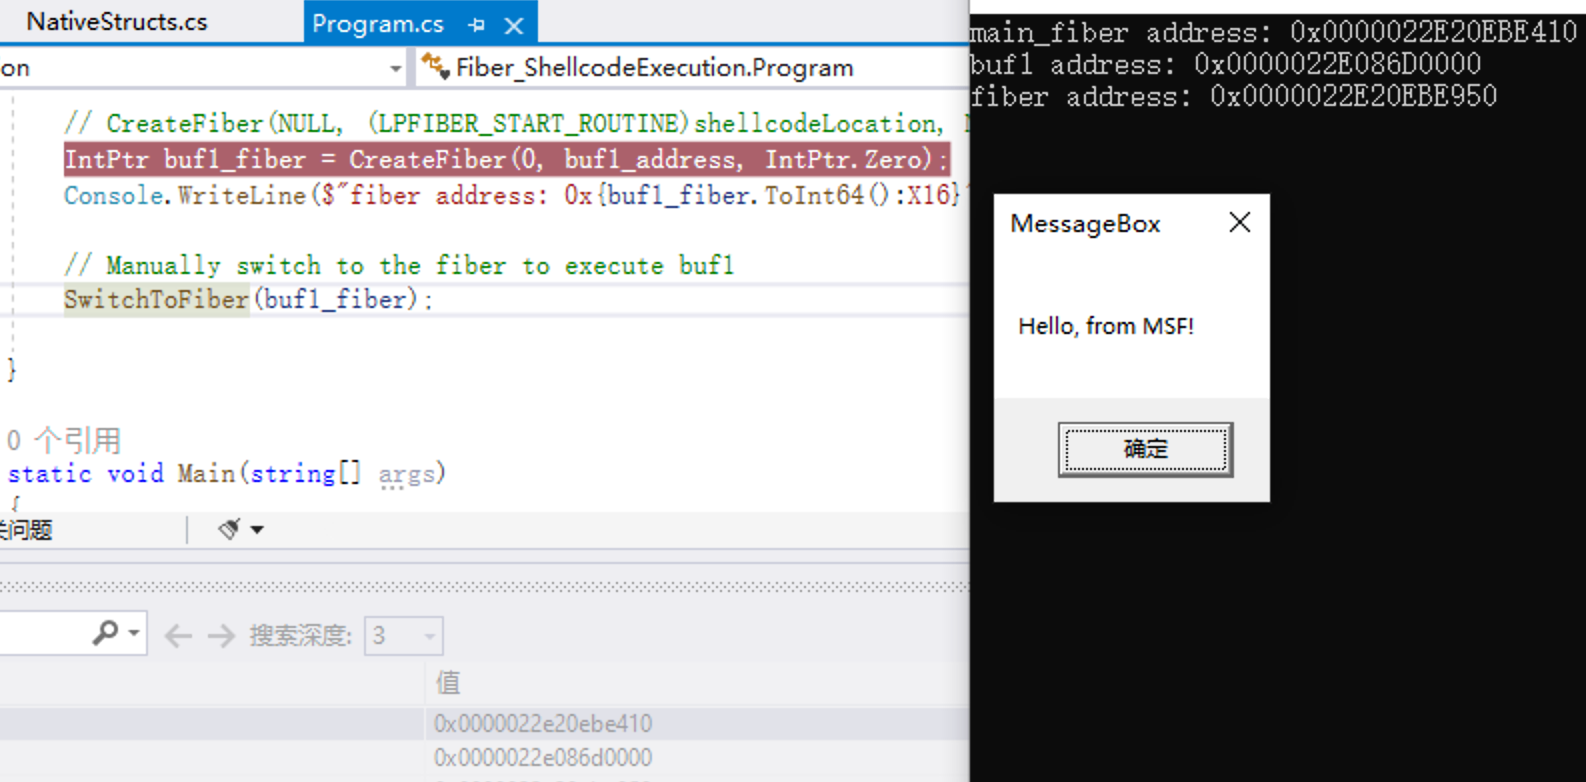 NativeStructs.cs
Program.cs
on
Fiber_ShellcodeExecution.Program
// CreateFiber(NULL, (LPFIBER_START_ROUTINE)shellcodeLocation,
IntPtr buf1_fiber = CreateFiber(0, buf1_address, IntPtr.Zero);
Console.WriteLine($"fiber address: 0x{buf1_fiber.ToInt64():X16}
// Manually switch to the fiber to execute buf1
SwitchToFiber(buf1_fiber);
}
0 个引用
static void Main(string[] args)
{
关问题
搜索深度: 3
值
0x0000022e20ebe410
0x0000022e086d0000
main_fiber address: 0x0000022E20EBE410
buf1 address: 0x0000022E086D0000
fiber address: 0x0000022E20EBE950
MessageBox
Hello, from MSF!
确定